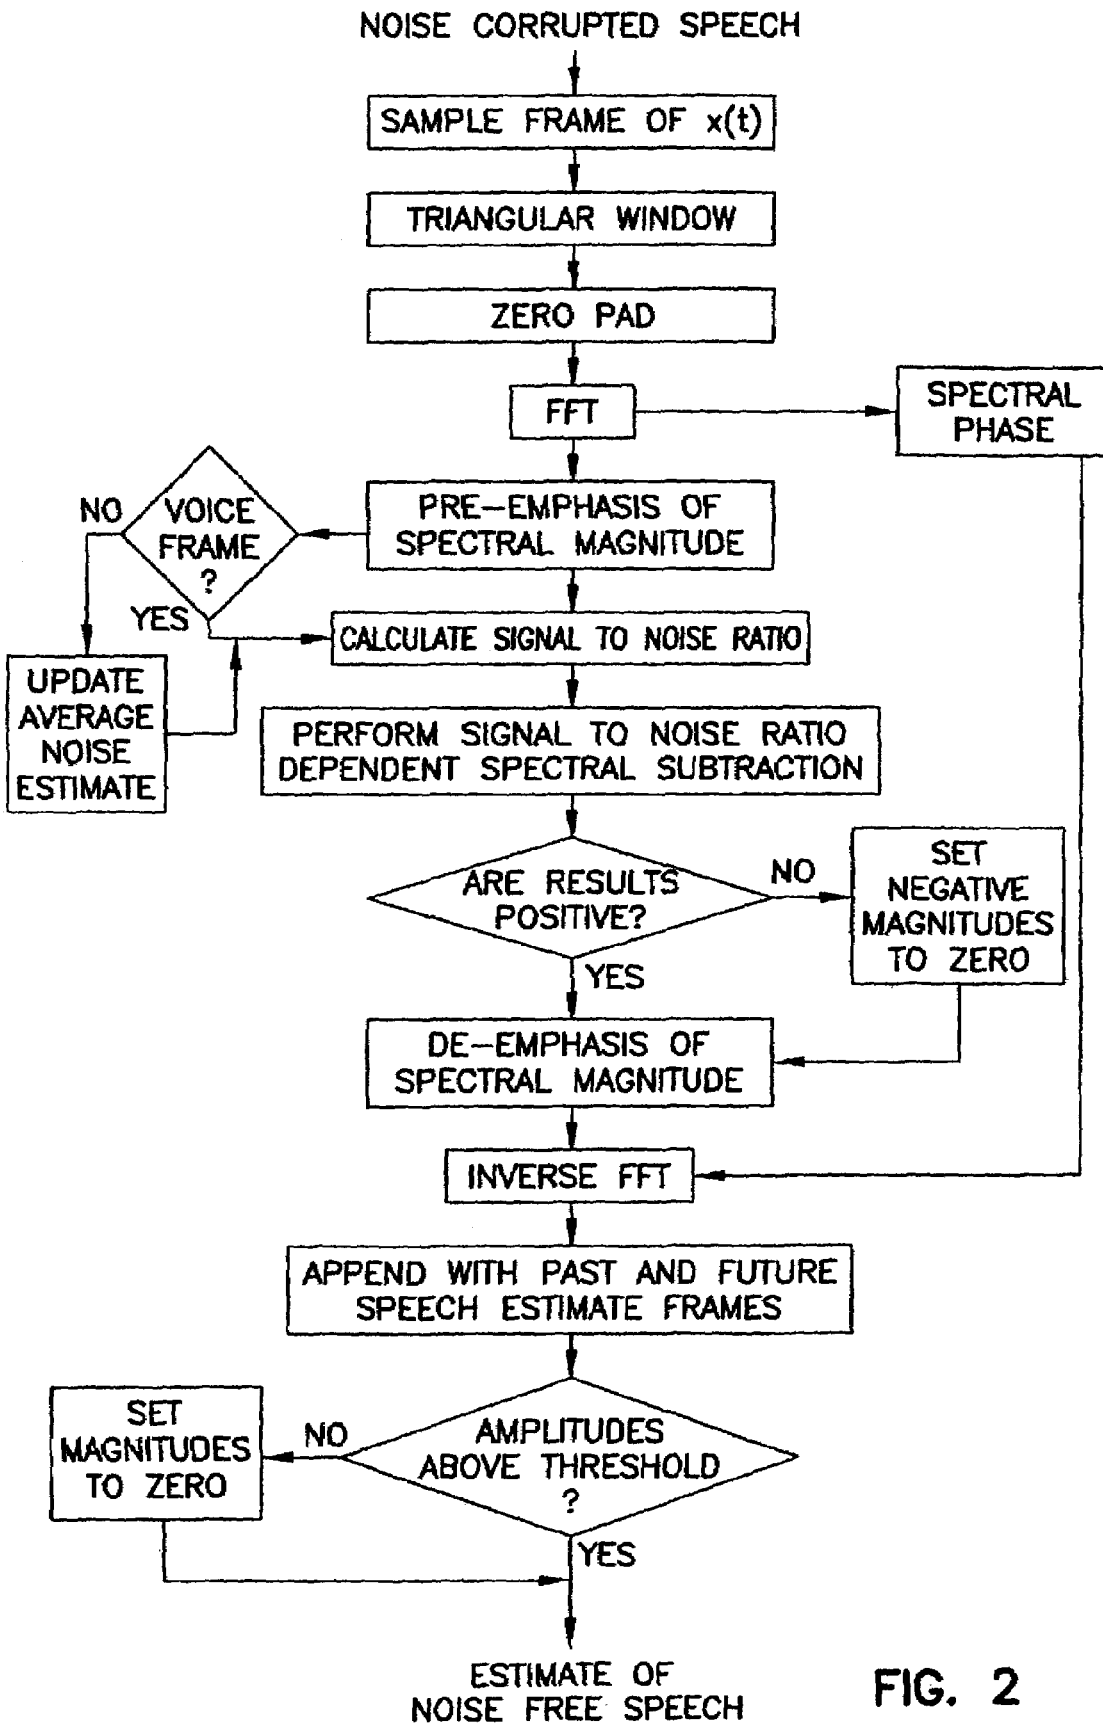 NOISE CORRUPTED SPEECH
SAMPLE FRAME OF x(t)
TRIANGULAR WINDOW
ZERO PAD
FFT
SPECTRAL
PHASE
PRE-EMPHASIS OF
SPECTRAL MAGNITUDE
VOICE
FRAME
?
NO
YES
UPDATE
AVERAGE
NOISE
ESTIMATE
CALCULATE SIGNAL TO NOISE RATIO
PERFORM SIGNAL TO NOISE RATIO
DEPENDENT SPECTRAL SUBTRACTION
ARE RESULTS
POSITIVE?
NO
SET
NEGATIVE
MAGNITUDES
TO ZERO
YES
DE-EMPHASIS OF
SPECTRAL MAGNITUDE
INVERSE FFT
APPEND WITH PAST AND FUTURE
SPEECH ESTIMATE FRAMES
AMPLITUDES
ABOVE THRESHOLD
?
NO
SET
MAGNITUDES
TO ZERO
YES
ESTIMATE OF
NOISE FREE SPEECH
FIG. 2